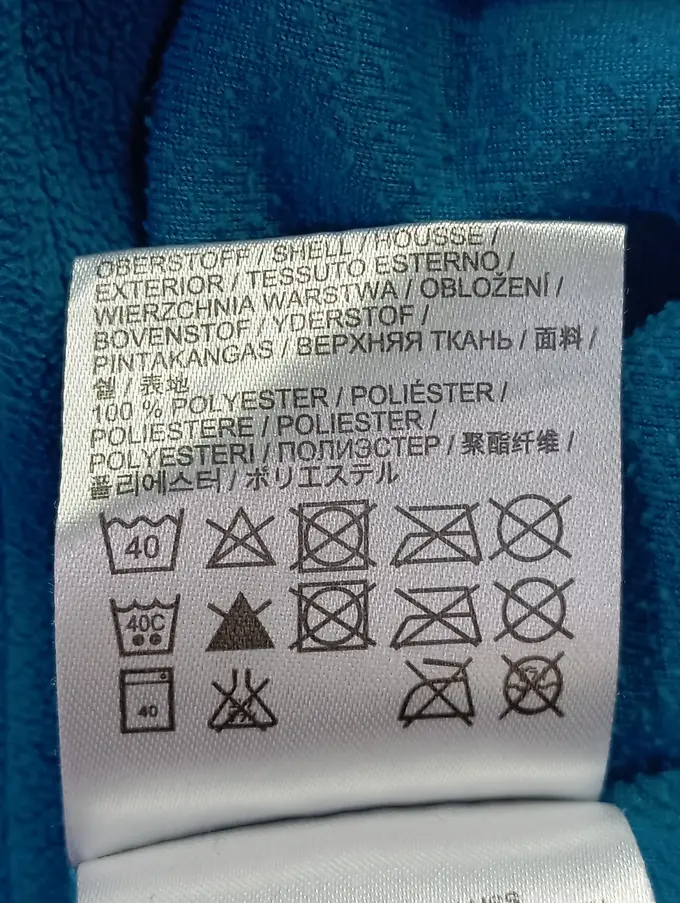 OBERSTOFF / SHELL / HOUSSE /
EXTERIOR / TESSUTO ESTERNO /
WIERZCHNIA WARSTWA / OBLOŽENÍ /
BOVENSTOF / YDERSTOF /
PINTAKANGAS / ВЕРХНЯЯ ТКАНЬ / 面料 /
쉘 / 表地
100 % POLYESTER / POLIÉSTER /
POLIESTERE / POLIESTER /
POLYESTERI / ПОЛИЭСТЕР / 聚酯纤维 /
폴리에스터 / ポリエステル
40
40C
40